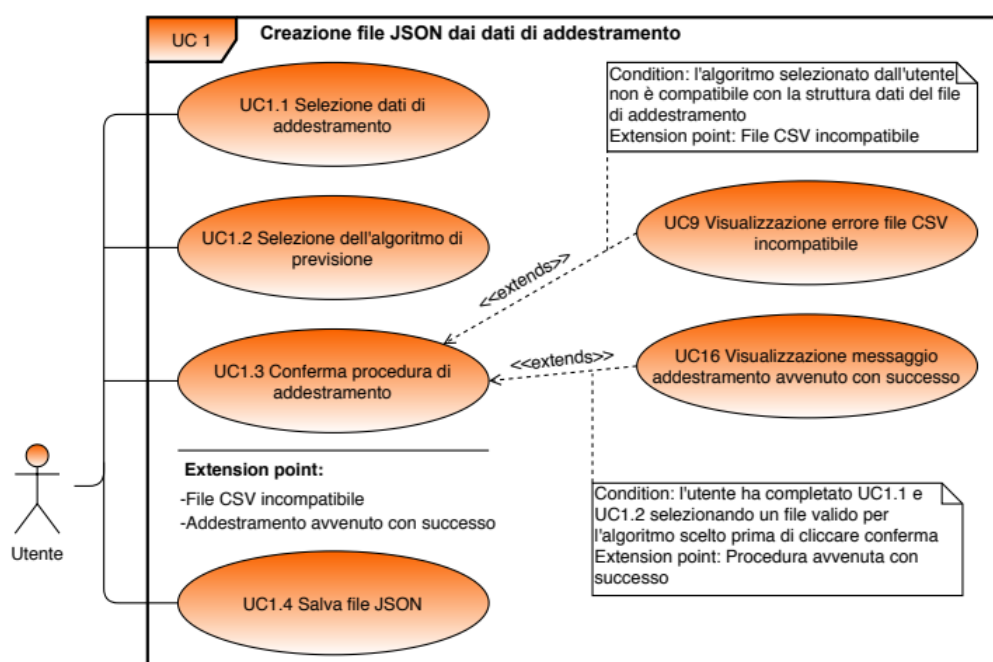 UC 1
Creazione file JSON dai dati di addestramento
UC1.1 Selezione dati di
addestramento
Condition: l'algoritmo selezionato dall'utente
non è compatibile con la struttura dati del file
di addestramento
Extension point: File CSV incompatibile
UC1.2 Selezione dell'algoritmo di
previsione
UC9 Visualizzazione errore file CSV
incompatibile
<<extends>>
UC1.3 Conferma procedura di
addestramento
<<extends>>
UC16 Visualizzazione messaggio
addestramento avvenuto con successo
Extension point:
-File CSV incompatibile
-Addestramento avvenuto con successo
Condition: l'utente ha completato UC1.1 e
UC1.2 selezionando un file valido per
l'algoritmo scelto prima di cliccare conferma
Extension point: Procedura avvenuta con
successo
Utente
UC1.4 Salva file JSON